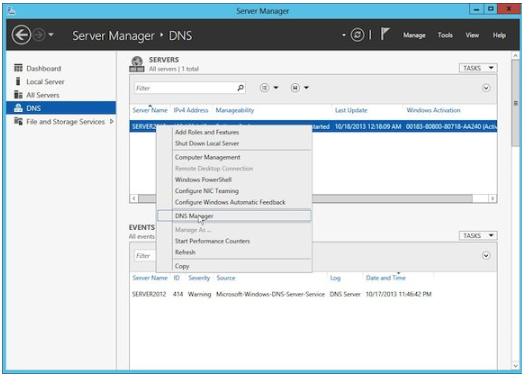 Server Manager
Server Manager ▸ DNS
Manage Tools View Help
Dashboard
Local Server
All Servers
DNS
File and Storage Services
SERVERS
All servers | 1 total
TASKS
Filter
Server Name IPv4 Address Manageability Last Update Windows Activation
SERVER2 arted 10/18/2013 12:18:09 AM 00183-80800-80718-AA240 (Activ
Add Roles and Features
Shut Down Local Server
Computer Management
Remote Desktop Connection
Windows PowerShell
Configure NIC Teaming
Configure Windows Automatic Feedback
DNS Manager
Manage As ...
Start Performance Counters
Refresh
Copy
EVENTS
All events
TASKS
Filter
Server Name ID Severity Source Log Date and Time
SERVER2012 414 Warning Microsoft-Windows-DNS-Server-Service DNS Server 10/17/2013 11:46:42 PM